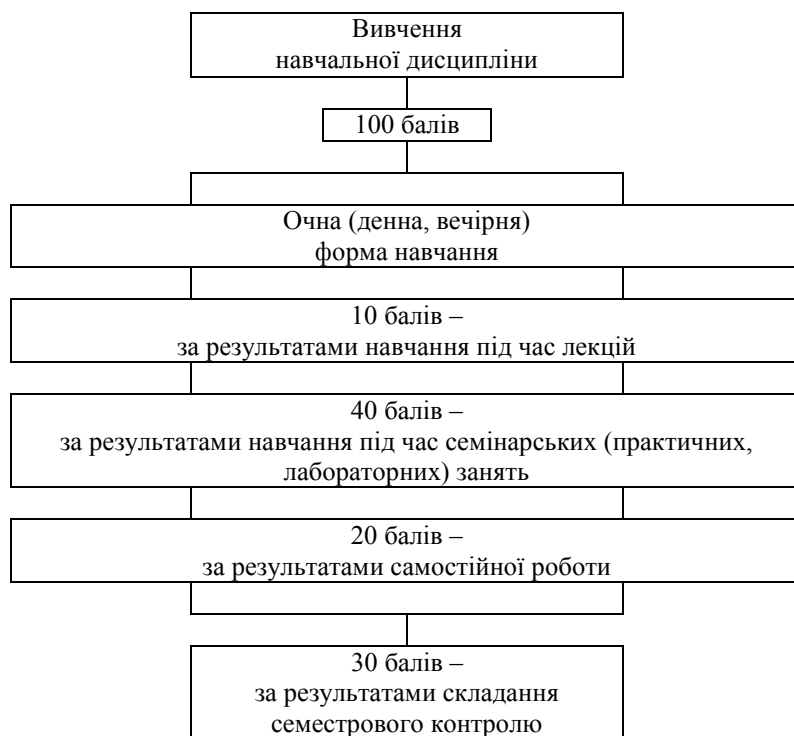 Вивчення
навчальної дисципліни
100 балів
Очна (денна, вечірня)
форма навчання
10 балів –
за результатами навчання під час лекцій
40 балів –
за результатами навчання під час семінарських (практичних,
лабораторних) занять
20 балів –
за результатами самостійної роботи
30 балів –
за результатами складання
семестрового контролю